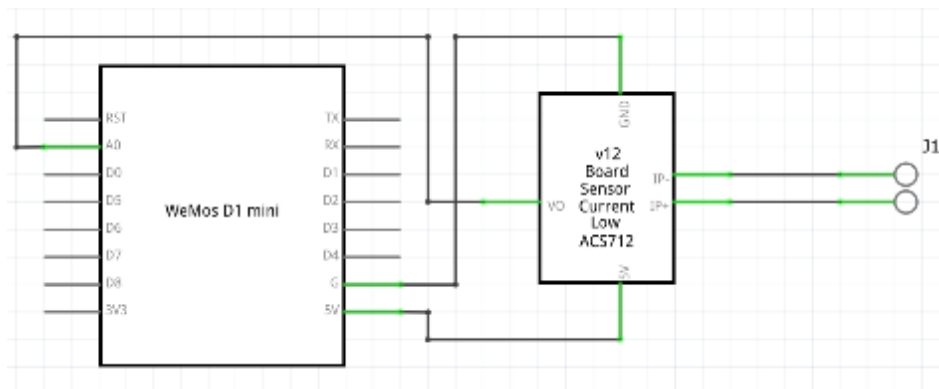 J1
RST
TX
A0
RX
D0
D1
D5
D2
D6
D3
D7
D4
D8
G
3V3
5V
WeMos D1 mini
GND
v12
Board
Sensor
Current
Low
ACS712
VO
IP-
IP+
5V